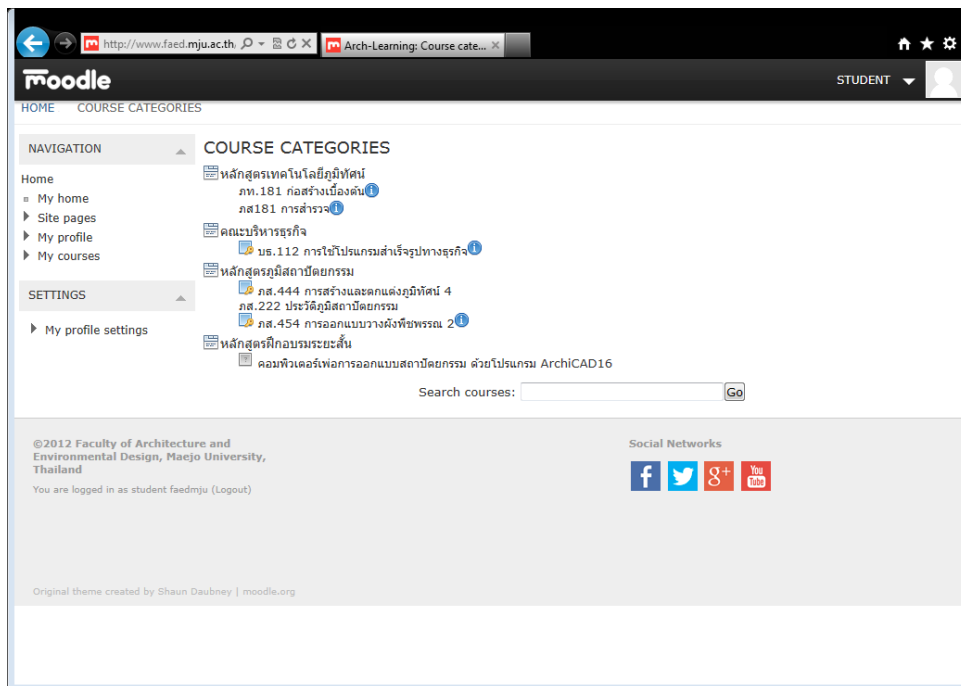 http://www.faed.mju.ac.th/
Arch-Learning: Course cate...
moodle
STUDENT
HOME COURSE CATEGORIES
NAVIGATION
Home
My home
Site pages
My profile
My courses
SETTINGS
My profile settings
COURSE CATEGORIES
หลักสูตรเทคโนโลยีภูมิทัศน์
ภท.181 ก่อสร้างเบื้องต้น
ภส181 การสำรวจ
คณะบริหารธุรกิจ
บธ.112 การใช้โปรแกรมสำเร็จรูปทางธุรกิจ
หลักสูตรภูมิสถาปัตยกรรม
ภส.444 การสร้างและตกแต่งภูมิทัศน์ 4
ภส.222 ประวัติภูมิสถาปัตยกรรม
ภส.454 การออกแบบวางผังพืชพรรณ 2
หลักสูตรฝึกอบรมระยะสั้น
คอมพิวเตอร์เพ่อการออกแบบสถาปัตยกรรม ด้วยโปรแกรม ArchiCAD16
Search courses:
Go
©2012 Faculty of Architecture and
Environmental Design, Maejo University,
Thailand
You are logged in as student faedmju (Logout)
Social Networks
f
g+
You
Tube
Original theme created by Shaun Daubney | moodle.org